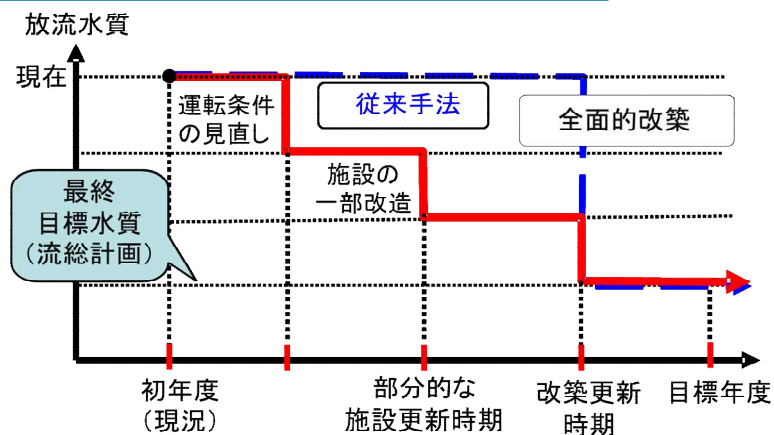 放流水質
現在
運転条件
の見直し
従来手法
全面的改築
施設の
一部改造
最終
目標水質
（流総計画）
初年度
（現況）
部分的な
施設更新時期
改築更新
時期
目標年度